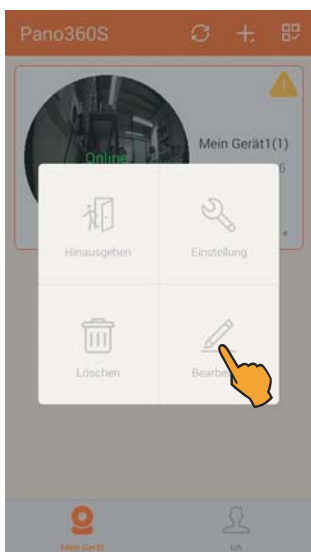 Pano360S
Mein Gerät1(1)
Online
Hinausgehen
Einstellung
Löschen
Mein Gerät
Ich